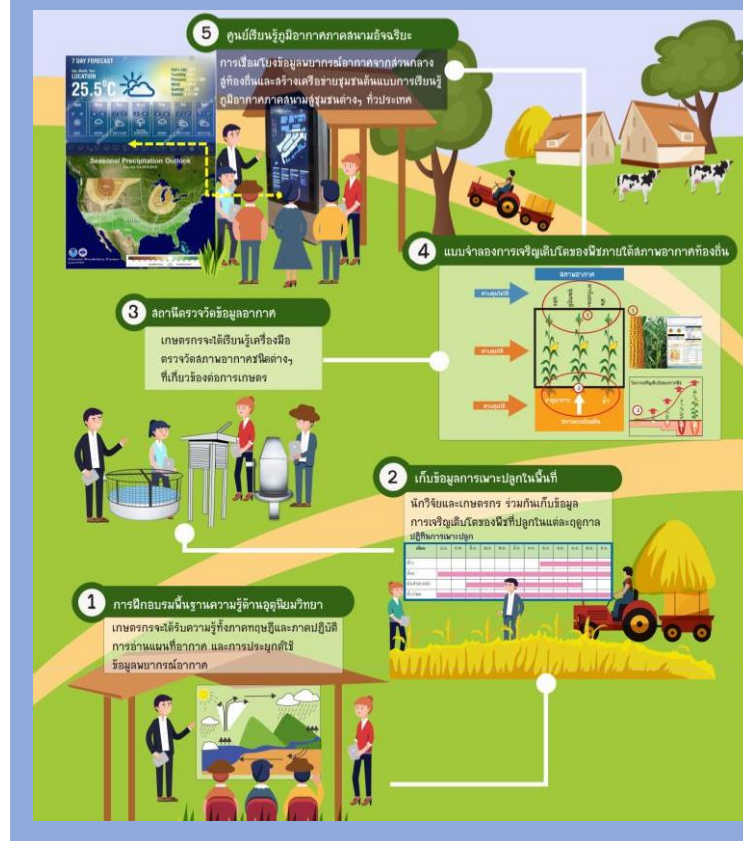 5 ศูนย์เรียนรู้ภูมิอากาศภาคสนามอัจฉริยะ
การเชื่อมโยงข้อมูลพยากรณ์อากาศจากส่วนกลาง
สู่ท้องถิ่นและสร้างเครือข่ายชุมชนต้นแบบการเรียนรู้
ภูมิอากาศภาคสนามสู่ชุมชนต่างๆ ทั่วประเทศ
7 DAY FORECAST
LOCATION
25.5°C
Seasonal Precipitation Outlook
4 แบบจำลองการเจริญเติบโตของพืชภายใต้สภาพอากาศท้องถิ่น
สภาพอากาศ
3 สถานีตรวจวัดข้อมูลอากาศ
เกษตรกรจะได้เรียนรู้เครื่องมือ
ตรวจวัดสภาพอากาศชนิดต่างๆ
ที่เกี่ยวข้องต่อการเกษตร
2 เก็บข้อมูลการเพาะปลูกในพื้นที่
นักวิจัยและเกษตรกร ร่วมกันเก็บข้อมูล
การเจริญเติบโตของพืชที่ปลูกในแต่ละฤดูกาล
ปฏิทินการเพาะปลูก
1 การฝึกอบรมพื้นฐานความรู้ด้านอุตุนิยมวิทยา
เกษตรกรจะได้รับความรู้ทั้งภาคทฤษฎีและภาคปฏิบัติ
การอ่านแผนที่อากาศ และการประยุกต์ใช้
ข้อมูลพยากรณ์อากาศ